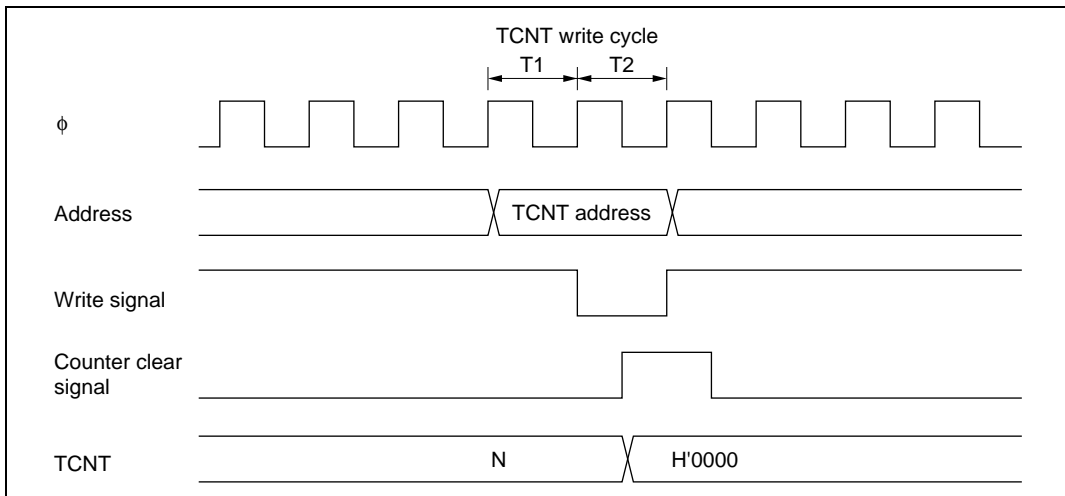 TCNT write cycle
T1 T2
ϕ
Address TCNT address
Write signal
Counter clear
signal
TCNT N H'0000